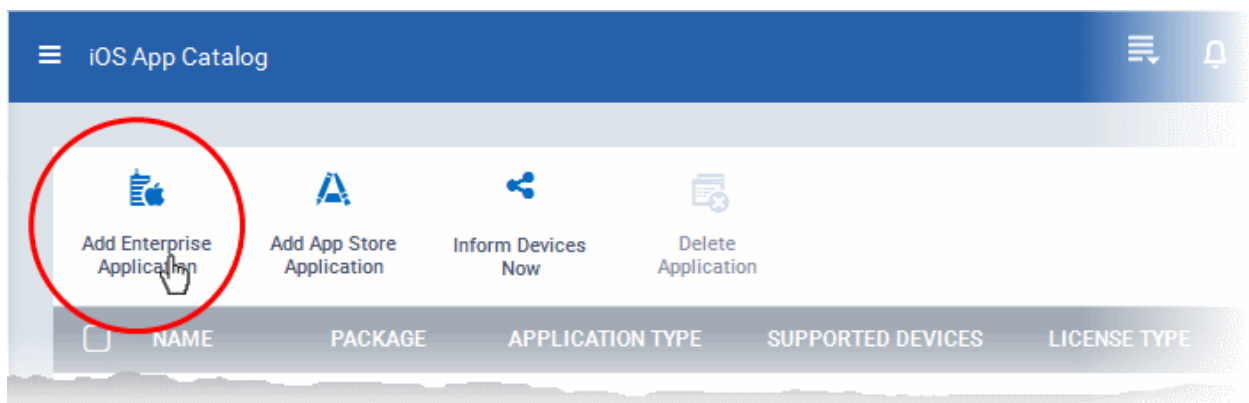 iOS App Catalog
Add Enterprise Add App Store Inform Devices Delete
Application Application Now Application
NAME PACKAGE APPLICATION TYPE SUPPORTED DEVICES LICENSE TYPE